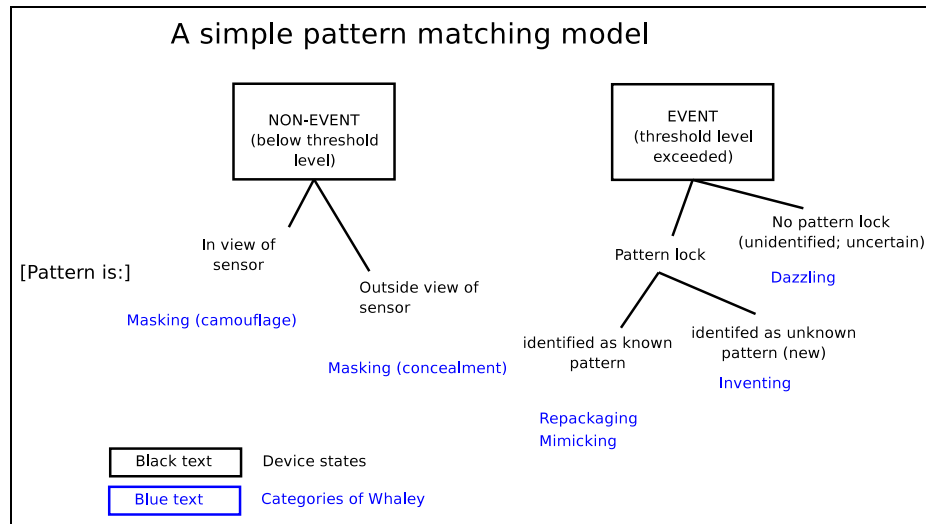 A simple pattern matching model
NON-EVENT
(below threshold
level)
EVENT
(threshold level
exceeded)
In view of
sensor
No pattern lock
(unidentified; uncertain)
Pattern lock
[Pattern is:]
Dazzling
Outside view of
sensor
Masking (camouflage)
identified as known
pattern
identifed as unknown
pattern (new)
Masking (concealment)
Inventing
Repackaging
Mimicking
Black text
Device states
Blue text
Categories of Whaley